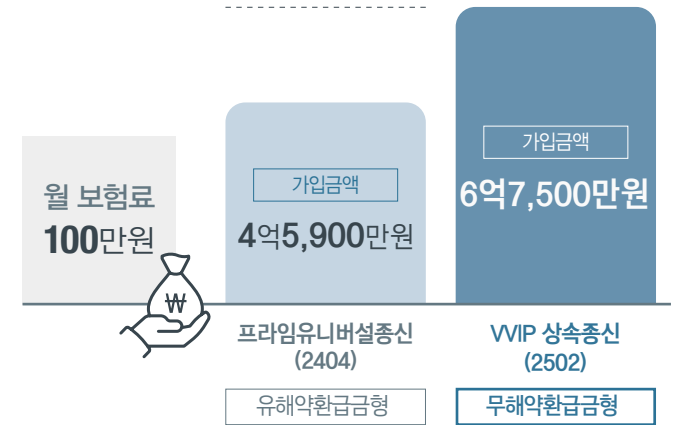 월 보험료
100만원
₩
가입금액
4억5,900만원
프라임유니버설종신
(2404)
유해약환급금형
가입금액
6억7,500만원
VVIP 상속종신
(2502)
무해약환급금형